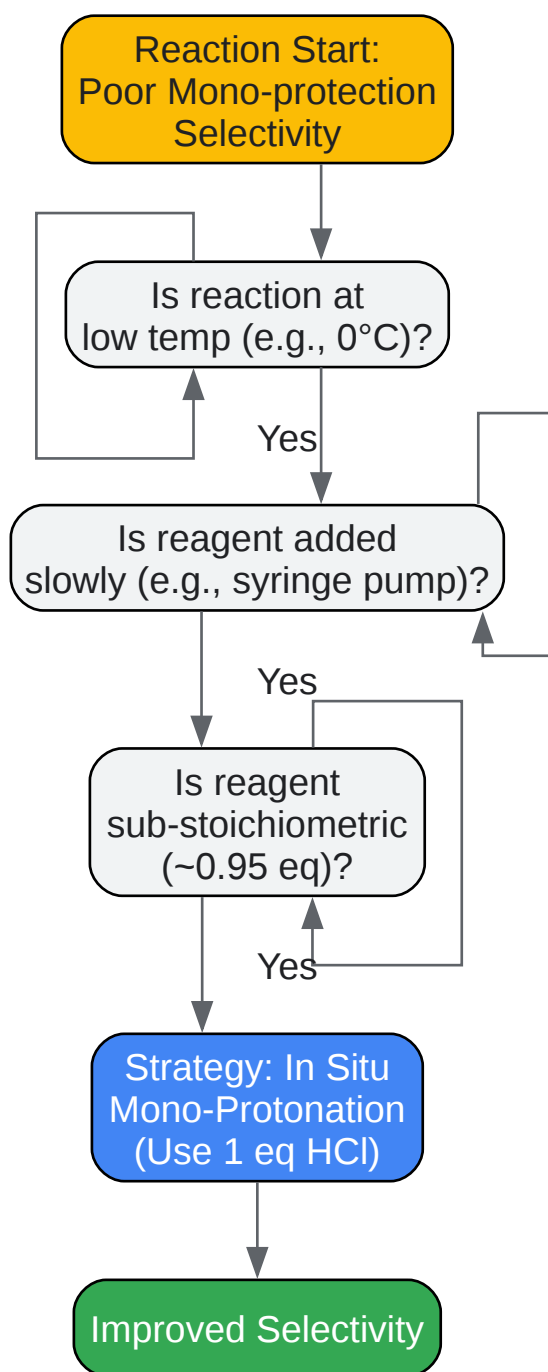 Reaction Start:
Poor Mono-protection
Selectivity
Is reaction at
low temp (e.g., 0°C)?
Yes
Is reagent added
slowly (e.g., syringe pump)?
Yes
Is reagent
sub-stoichiometric
(~0.95 eq)?
Yes
Strategy: In Situ
Mono-Protonation
(Use 1 eq HCl)
Improved Selectivity